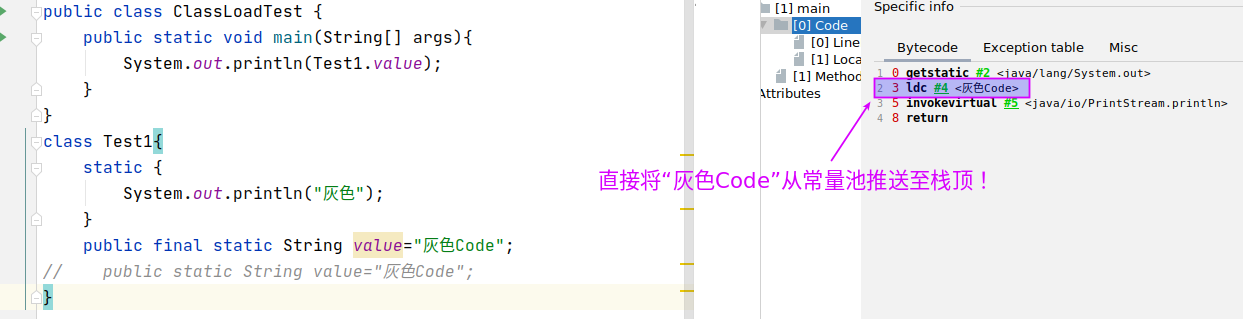 public class ClassLoadTest {
public static void main(String[] args){
System.out.println(Test1.value);
}
}
class Test1{
static {
System.out.println("灰色");
}
public final static String value="灰色Code";
// public static String value="灰色Code";
}
[1] main
[0] Code
[0] Line
[1] Loca
[1] Method
Attributes
Specific info
Bytecode Exception table Misc
1 0 getstatic #2 <java/lang/System.out>
2 3 ldc #4 <灰色Code>
3 5 invokevirtual #5 <java/io/PrintStream.println>
4 8 return
直接将“灰色Code”从常量池推送至栈顶！